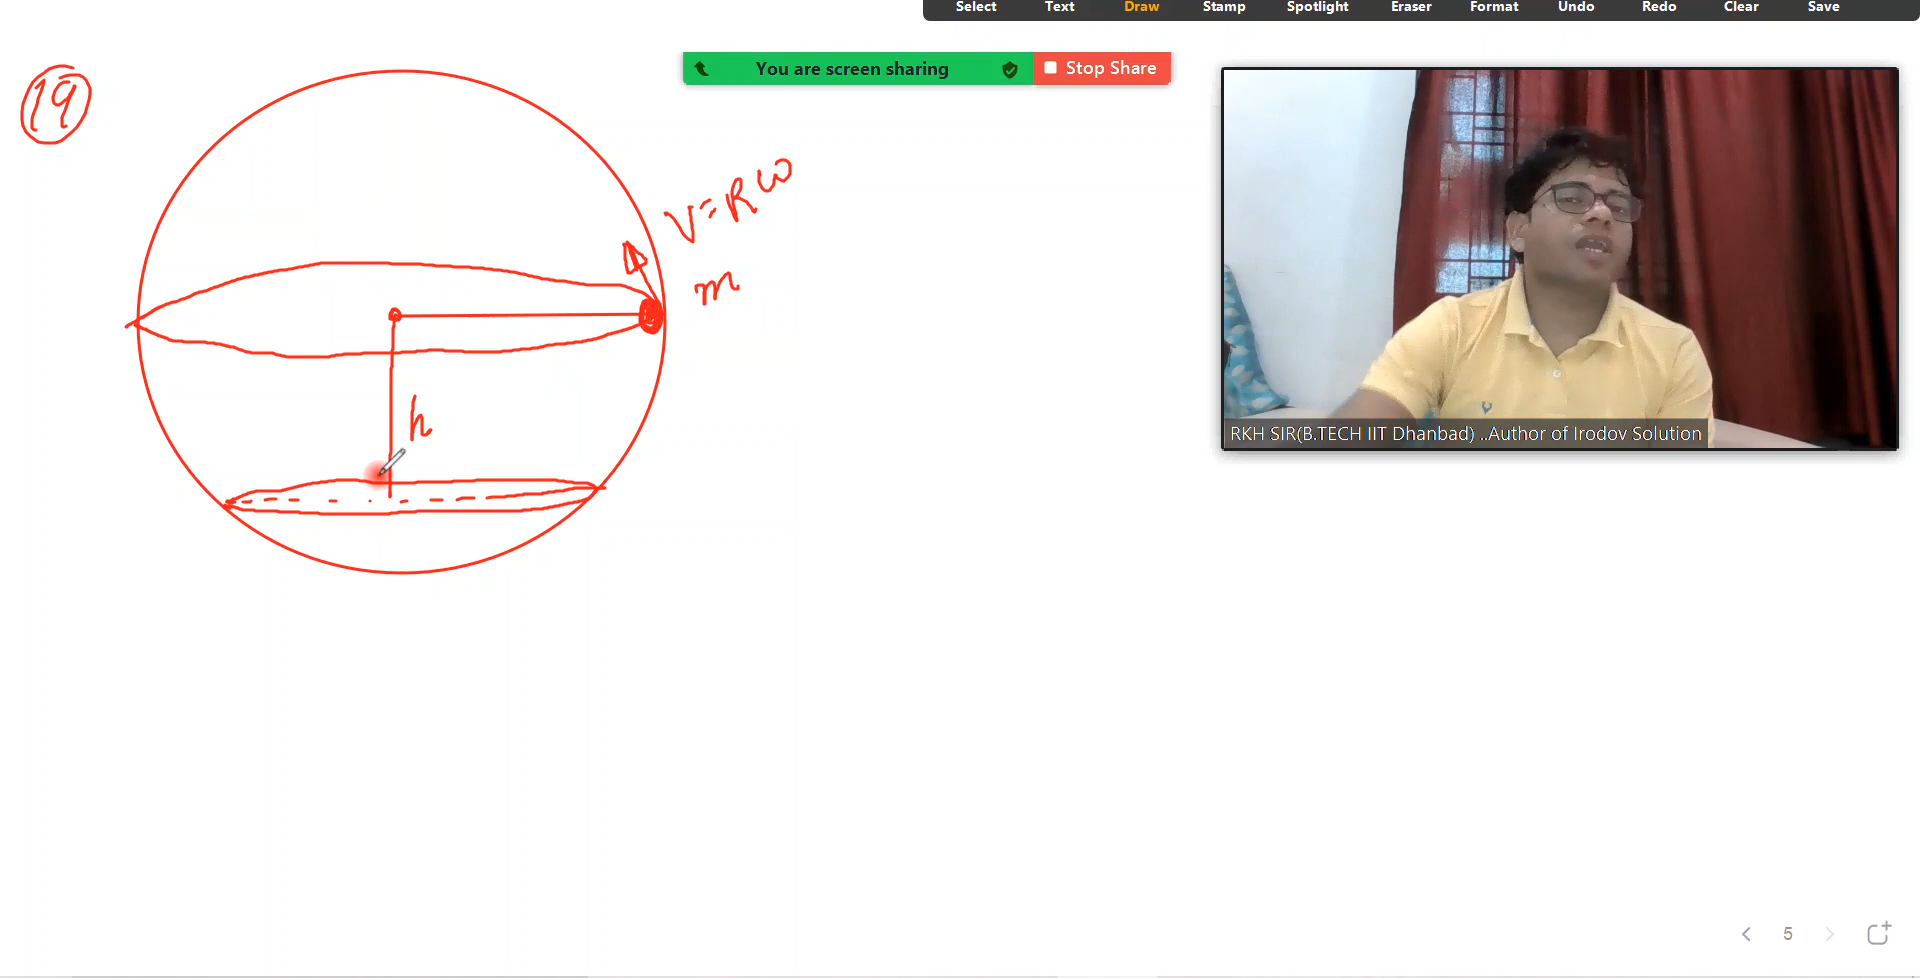 Select Text Draw Stamp Spotlight Eraser Format Undo Redo Clear Save
You are screen sharing Stop Share
19
V=Rω
m
h
RKH SIR(B.TECH IIT Dhanbad) ..Author of Irodov Solution
5